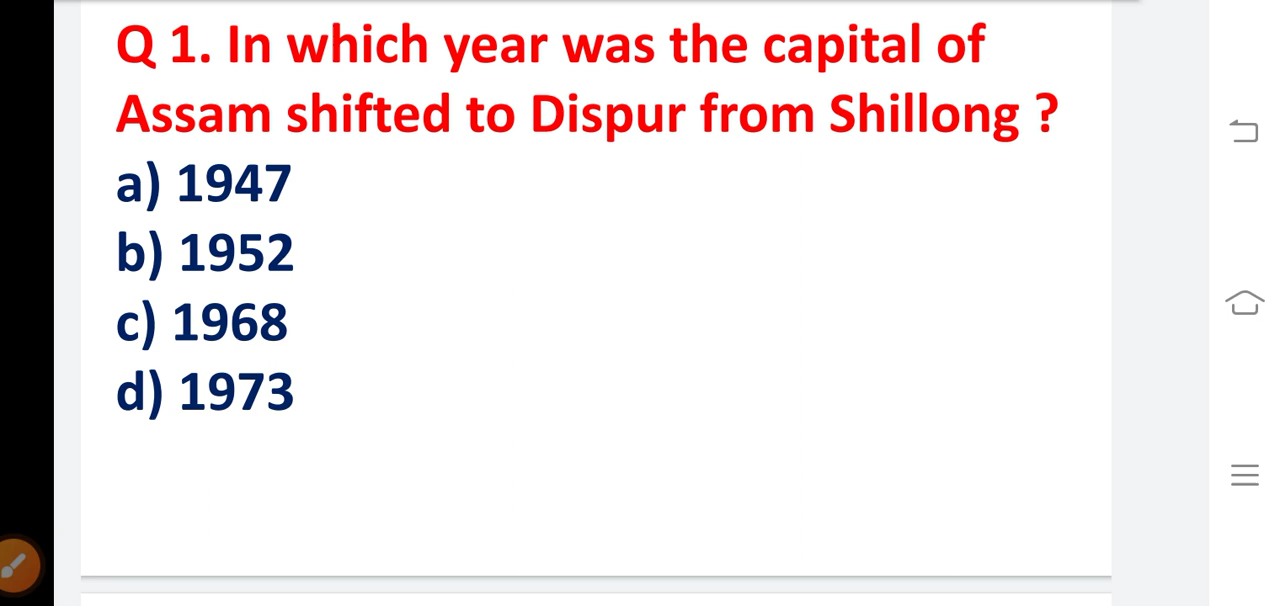 Q 1. In which year was the capital of
Assam shifted to Dispur from Shillong ?
a) 1947
b) 1952
c) 1968
d) 1973